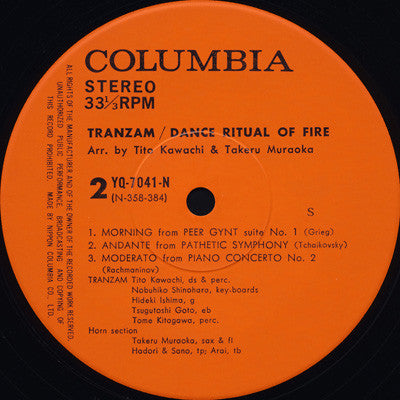 COLUMBIA
STEREO
33⅓RPM
TRANZAM / DANCE RITUAL OF FIRE
Arr. by Tito Kawachi & Takeru Muraoka
2 YQ-7041-N
(N-358-384)
S
1. MORNING from PEER GYNT suite No. 1 (Grieg)
2. ANDANTE from PATHETIC SYMPHONY (Tchaikovsky)
3. MODERATO from PIANO CONCERTO No. 2
(Rachmaninov)
TRANZAM Tito Kawachi, ds & perc.
Nobuhiko Shinohara, key-boards
Hideki Ishima, g
Tsugutoshi Goto, eb
Tome Kitagawa, perc.
Horn section
Takeru Muraoka, sax & fl
Hadori & Sano, tp; Arai, tb
ALL RIGHTS OF THE MANUFACTURER AND OF THE OWNER OF THE RECORDED WORK RESERVED.
UNAUTHORIZED PUBLIC PERFORMANCE, BROADCASTING AND COPYING OF
THIS RECORD PROHIBITED. MADE BY NIPPON COLUMBIA CO., LTD.